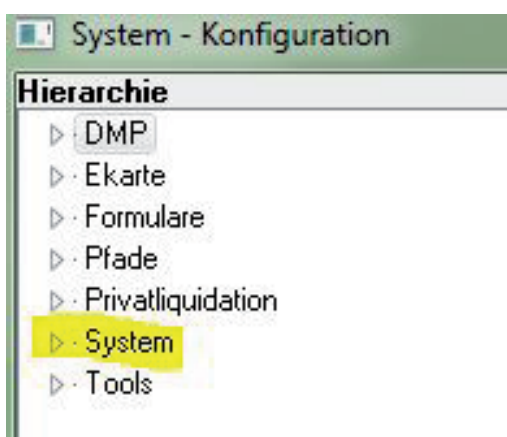 System - Konfiguration
Hierarchie
DMP
Ekarte
Formulare
Pfade
Privatliquidation
System
Tools